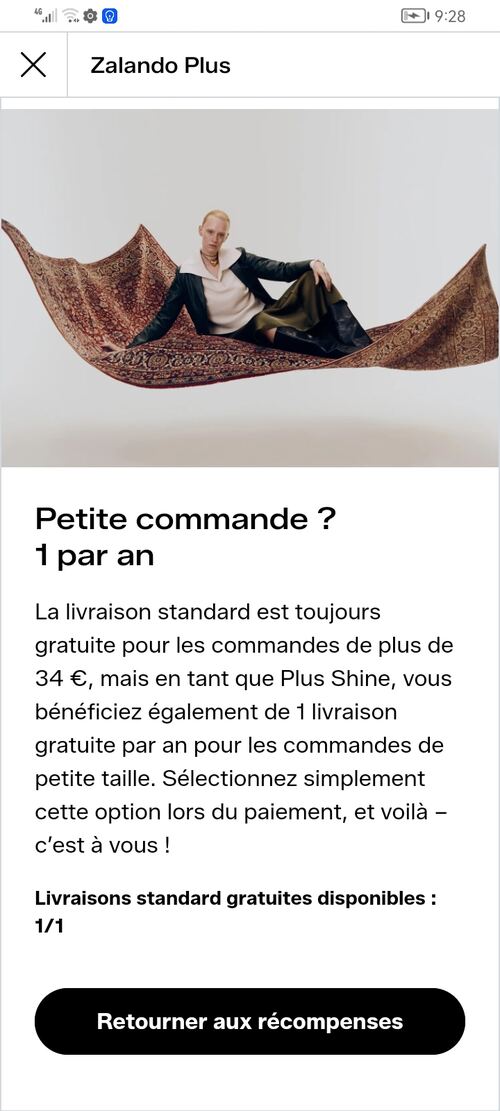 4G 9:28
Zalando Plus
Petite commande ?
1 par an
La livraison standard est toujours
gratuite pour les commandes de plus de
34 €, mais en tant que Plus Shine, vous
bénéficiez également de 1 livraison
gratuite par an pour les commandes de
petite taille. Sélectionnez simplement
cette option lors du paiement, et voilà –
c’est à vous !
Livraisons standard gratuites disponibles :
1/1
Retourner aux récompenses